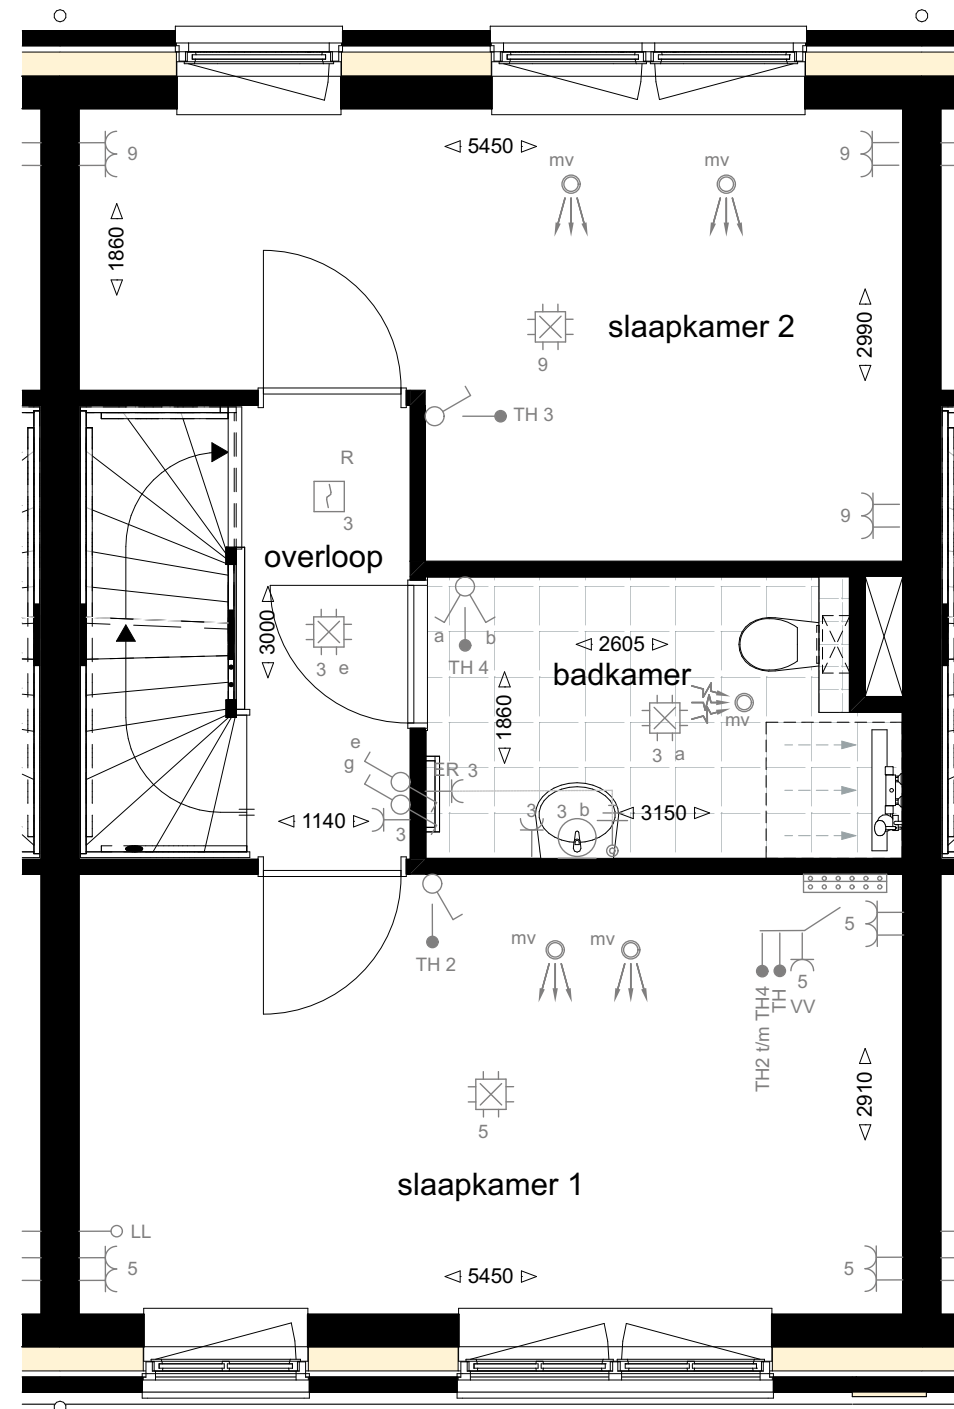 9
5450
mv
mv
9
1860
2990
slaapkamer 2
9
TH 3
R
3
9
overloop
3000
3 e
a
b
TH 4
2605
badkamer
1860
mv
3 a
e
g
ER 3
1140
3
3
3 b
3150
TH 2
mv
mv
5
TH2 t/m TH4
TH
5
VV
2910
5
slaapkamer 1
LL
5
5450
5